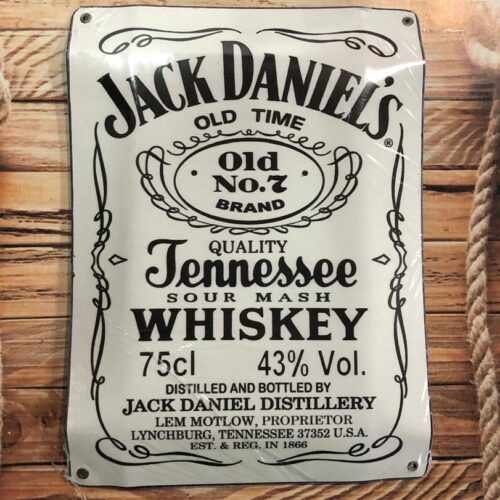 JACK DANIEL'S
®
OLD TIME
Old
No.7
BRAND
QUALITY
Tennessee
SOUR MASH
WHISKEY
75cl 43% Vol.
DISTILLED AND BOTTLED BY
JACK DANIEL DISTILLERY
LEM MOTLOW, PROPRIETOR
LYNCHBURG, TENNESSEE 37352 U.S.A.
EST. & REG. IN 1866